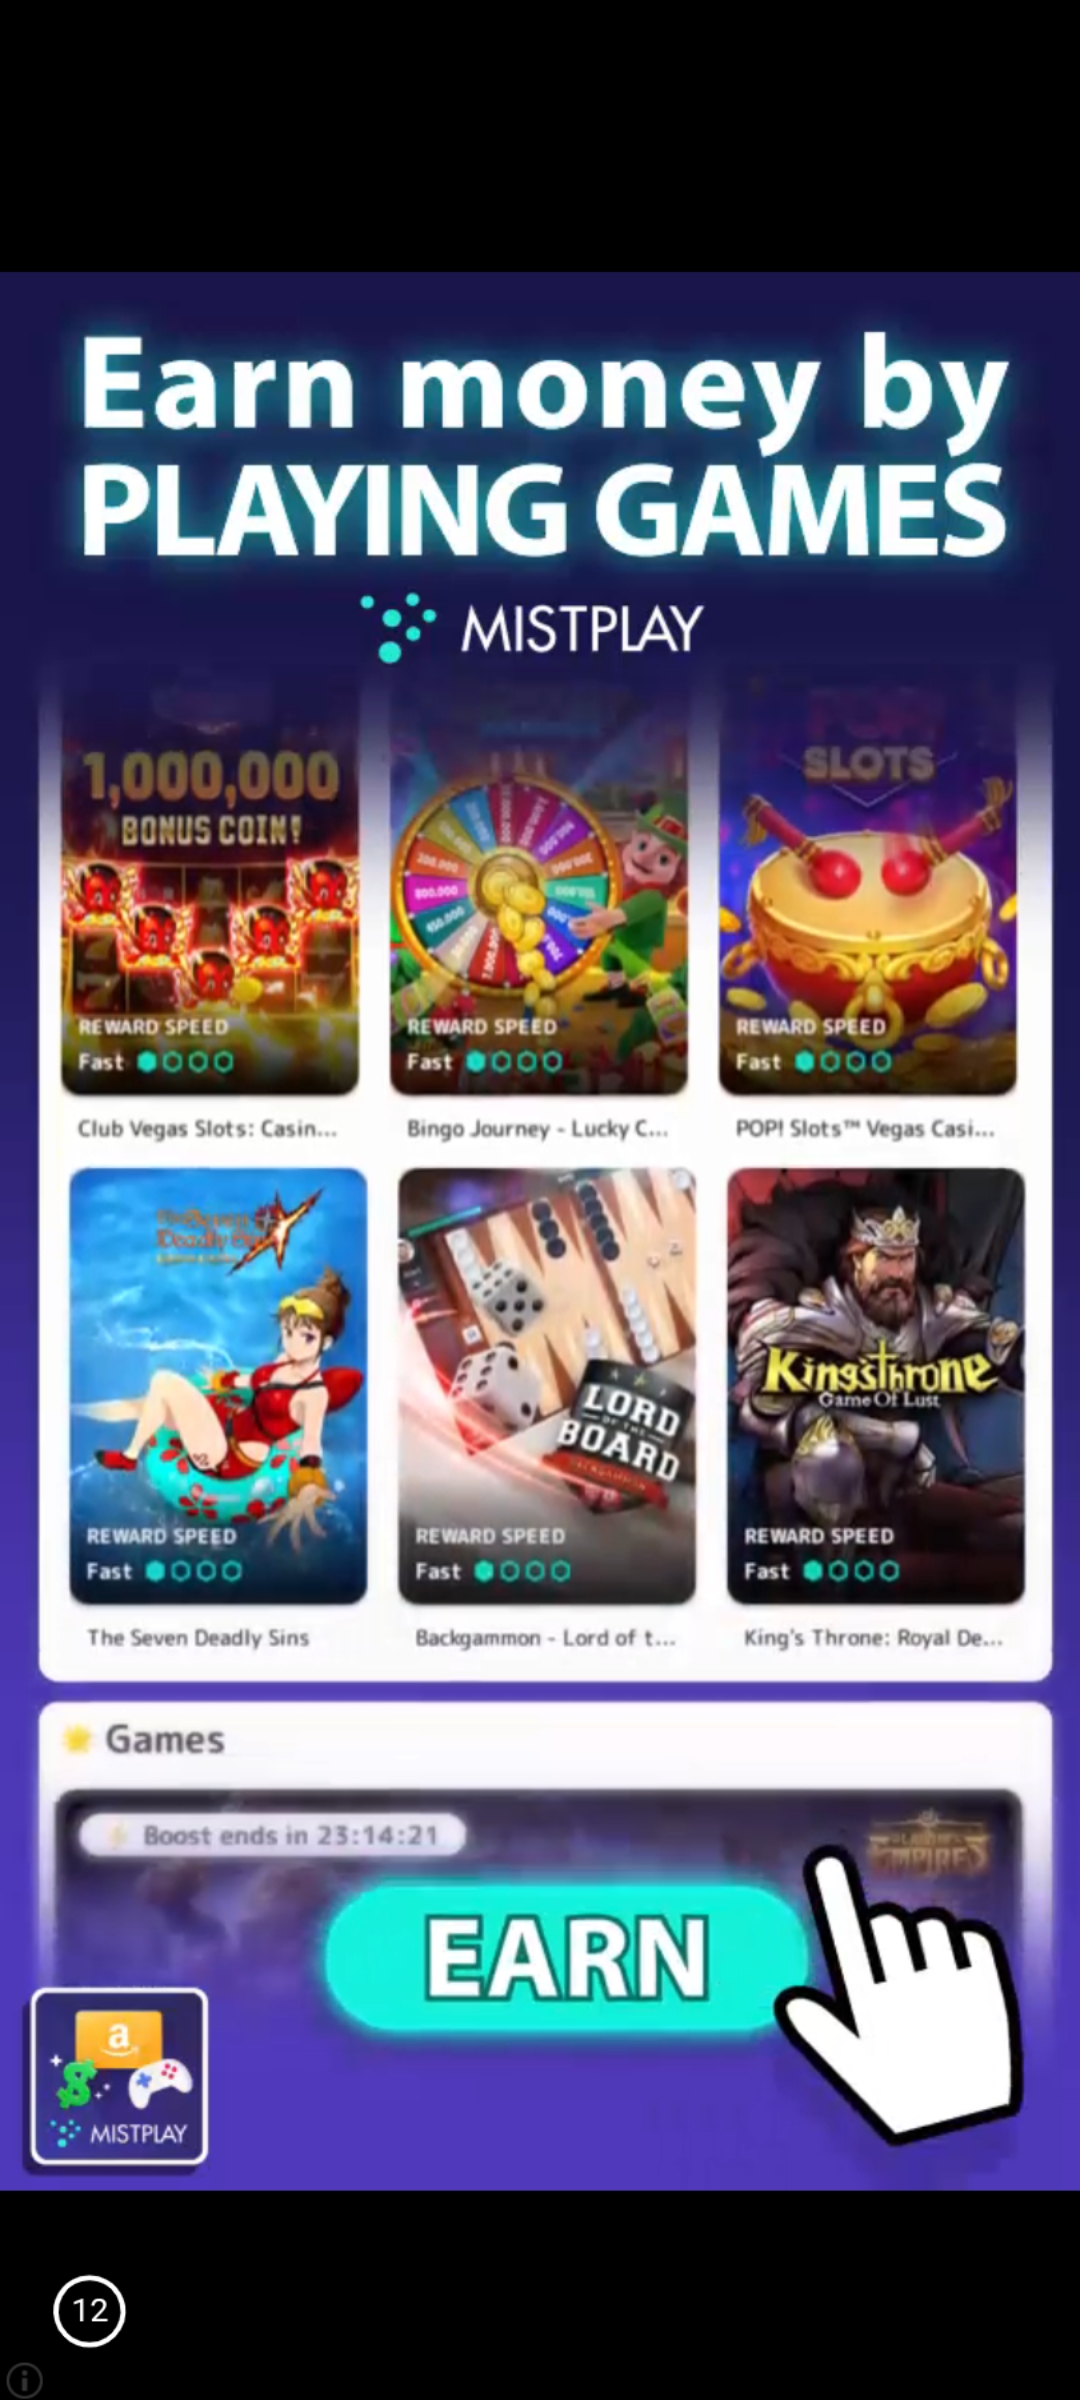 Earn money by
PLAYING GAMES
MISTPLAY
SLOTS
1,000,000
BONUS COIN!
REWARD SPEED
Fast
REWARD SPEED
Fast
REWARD SPEED
Fast
Club Vegas Slots: Casin...
Bingo Journey - Lucky C...
POP! Slots™ Vegas Casi...
King's Throne
Game Of Lust
LORD
OF THE
BOARD
REWARD SPEED
Fast
REWARD SPEED
Fast
REWARD SPEED
Fast
The Seven Deadly Sins
Backgammon - Lord of t...
King's Throne: Royal De...
Games
Boost ends in 23:14:21
EMPIRES
EARN
a
$
MISTPLAY
12
i